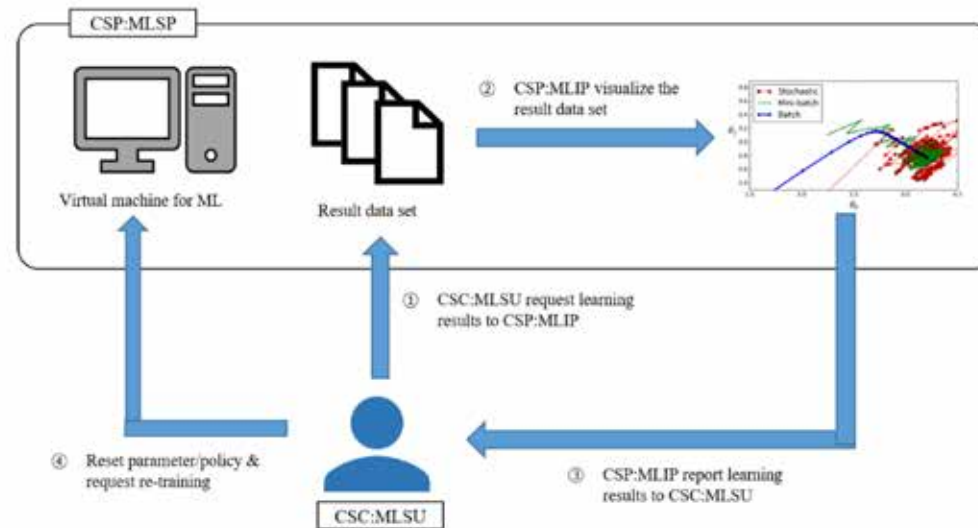 CSP:MLSP
② CSP:MLIP visualize the
result data set
Stochastic
Mini-batch
Batch
Virtual machine for ML
Result data set
① CSC:MLSU request learning
results to CSP:MLIP
④ Reset parameter/policy &
request re-training
③ CSP:MLIP report learning
results to CSC:MLSU
CSC:MLSU